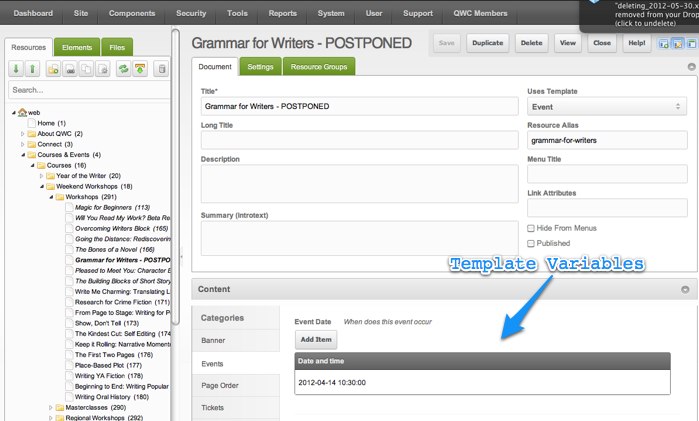 Dashboard Site Components Security Tools Reports System User Support QWC Members
"deleting_2012-05-30.x
removed from your Drop
(click to undelete)
Resources Elements Files
Search...
web
Home (1)
About QWC (2)
Connect (3)
Courses & Events (4)
Courses (16)
Year of the Writer (20)
Weekend Workshops (18)
Workshops (291)
Magic for Beginners (113)
Will You Read My Work? Beta Re
Overcoming Writers Block (165)
Going the Distance: Rediscoverin
The Bones of a Novel (166)
Grammar for Writers - POSTPON
Pleased to Meet You: Character B
The Building Blocks of Short Story
Write Me Charming: Translating L
Research for Crime Fiction (171)
From Page to Stage: Writing for P
Show, Don't Tell (173)
The Kindest Cut: Self Editing (174)
Keep it Rolling: Narrative Moment
The First Two Pages (176)
Place-Based Plot (177)
Writing YA Fiction (178)
Beginning to End: Writing Popular
Writing Oral History (180)
Masterclasses (290)
Regional Workshops (292)
Grammar for Writers - POSTPONED
Save Duplicate Delete View Close Help!
Document Settings Resource Groups
Title*
Grammar for Writers - POSTPONED
Long Title
Description
Summary (Introtext)
Uses Template
Event
Resource Alias
grammar-for-writers
Menu Title
Link Attributes
Hide From Menus
Published
Template Variables
Content
Categories
Banner
Events
Page Order
Tickets
Event Date When does this event occur
Add Item
Date and time
2012-04-14 10:30:00